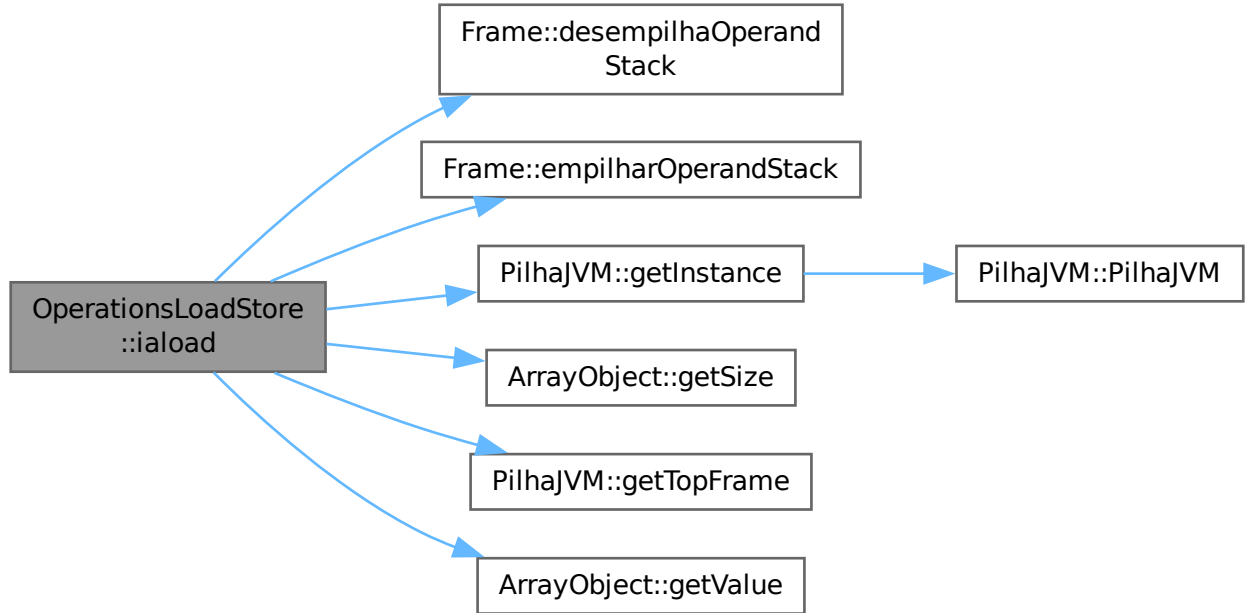 OperationsLoadStore
::iaload
Frame::desempilhaOperand
Stack
Frame::empilharOperandStack
PilhaJVM::getInstance
PilhaJVM::PilhaJVM
ArrayObject::getSize
PilhaJVM::getTopFrame
ArrayObject::getValue